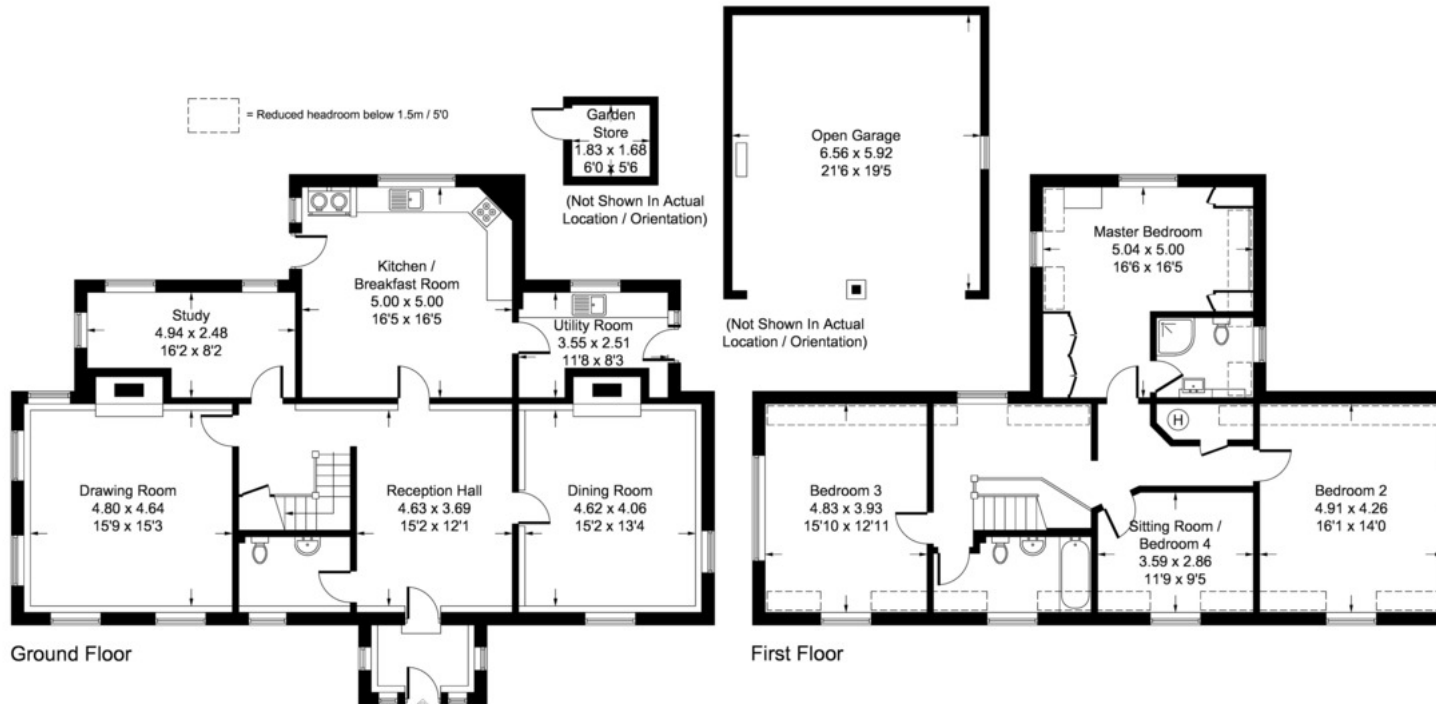 = Reduced headroom below 1.5m / 5'0
Garden
Store
1.83 x 1.68
6'0 x 5'6
(Not Shown In Actual
Location / Orientation)
Open Garage
6.56 x 5.92
21'6 x 19'5
(Not Shown In Actual
Location / Orientation)
Kitchen /
Breakfast Room
5.00 x 5.00
16'5 x 16'5
Study
4.94 x 2.48
16'2 x 8'2
Utility Room
3.55 x 2.51
11'8 x 8'3
Drawing Room
4.80 x 4.64
15'9 x 15'3
Reception Hall
4.63 x 3.69
15'2 x 12'1
Dining Room
4.62 x 4.06
15'2 x 13'4
Ground Floor
Master Bedroom
5.04 x 5.00
16'6 x 16'5
H
Bedroom 3
4.83 x 3.93
15'10 x 12'11
Sitting Room /
Bedroom 4
3.59 x 2.86
11'9 x 9'5
Bedroom 2
4.91 x 4.26
16'1 x 14'0
First Floor